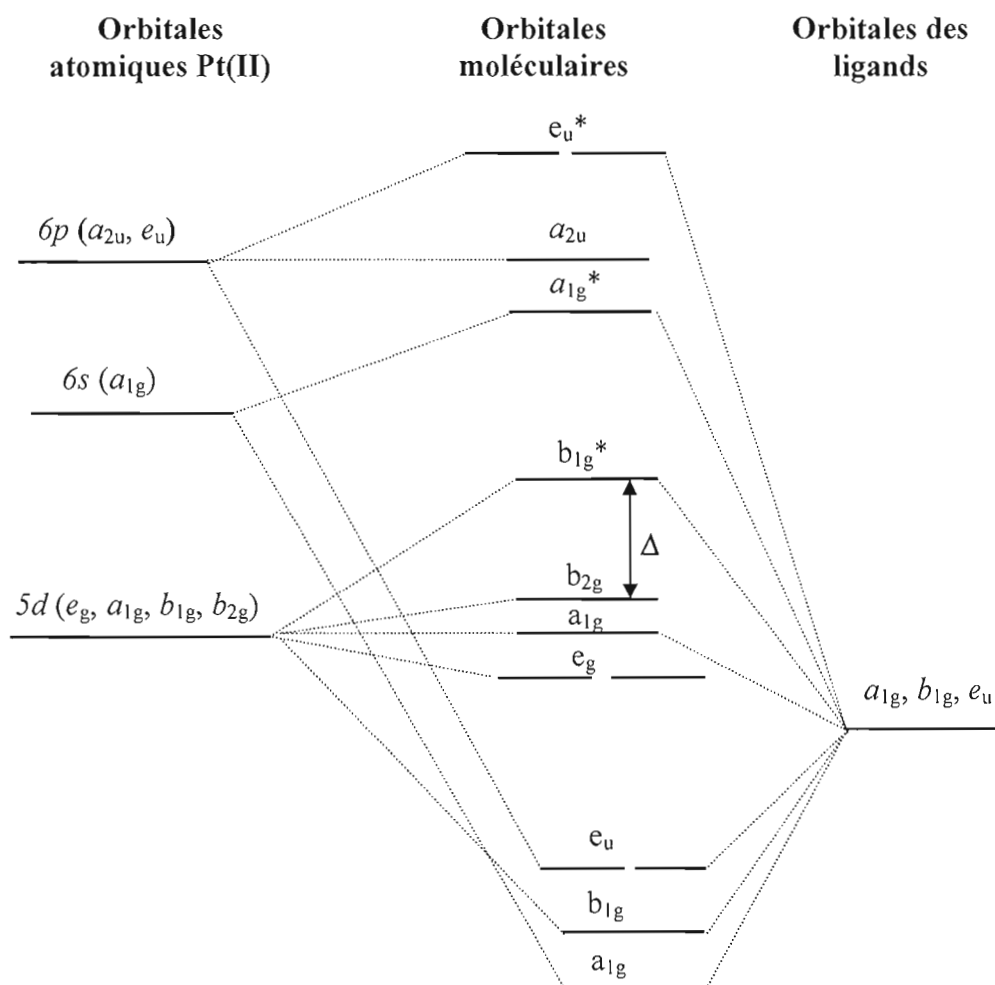 Orbitales
atomiques Pt(II)
Orbitales
moléculaires
Orbitales des
ligands
eᵤ*
6p (a₂ᵤ, eᵤ)
a₂ᵤ
a₁g*
6s (a₁g)
b₁g*
Δ
b₂g
5d (eg, a₁g, b₁g, b₂g)
a₁g
eg
a₁g, b₁g, eᵤ
eᵤ
b₁g
a₁g